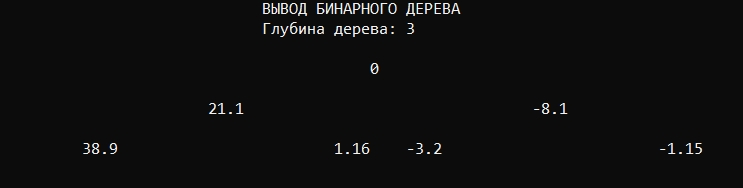 ВЫВОД БИНАРНОГО ДЕРЕВА
Глубина дерева: 3
0
21.1 -8.1
38.9 1.16 -3.2 -1.15